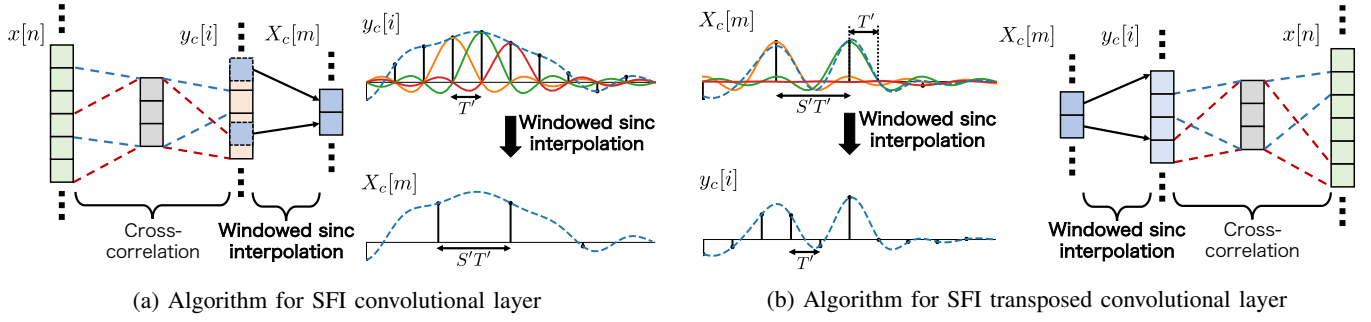 x[n]
y_c[i]
X_c[m]
Cross-
correlation
Windowed sinc
interpolation
y_c[i]
T′
Windowed sinc
interpolation
X_c[m]
S′T′
(a) Algorithm for SFI convolutional layer
X_c[m]
T′
S′T′
Windowed sinc
interpolation
y_c[i]
T′
X_c[m]
y_c[i]
x[n]
Windowed sinc
interpolation
Cross-
correlation
(b) Algorithm for SFI transposed convolutional layer